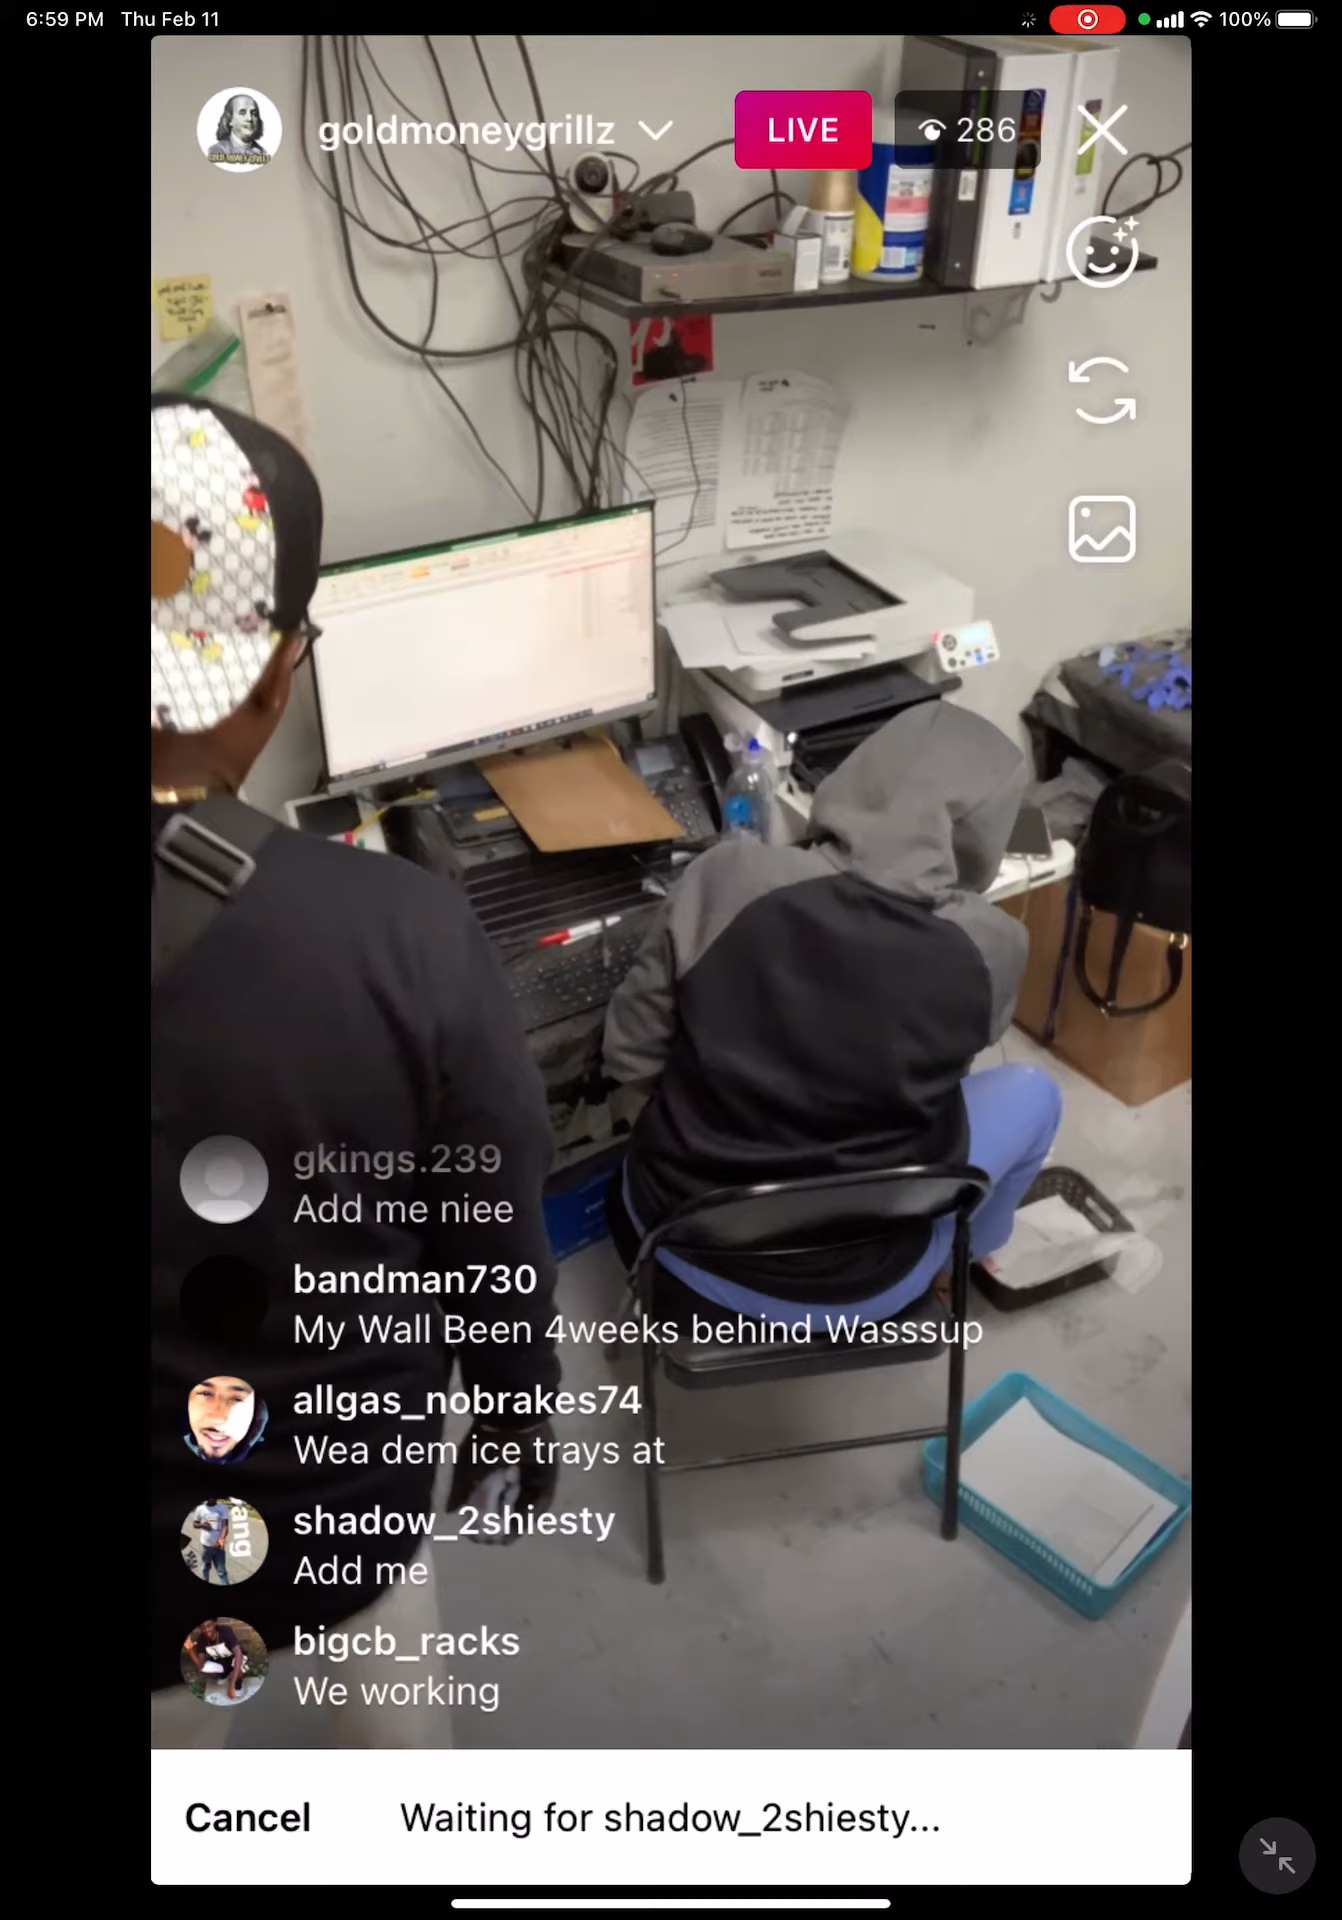 6:59 PM Thu Feb 11
100%
goldmoneygrillz
LIVE
286
gkings.239
Add me niee
bandman730
My Wall Been 4weeks behind Wasssup
allgas_nobrakes74
Wea dem ice trays at
shadow_2shiesty
Add me
bigcb_racks
We working
Cancel
Waiting for shadow_2shiesty...